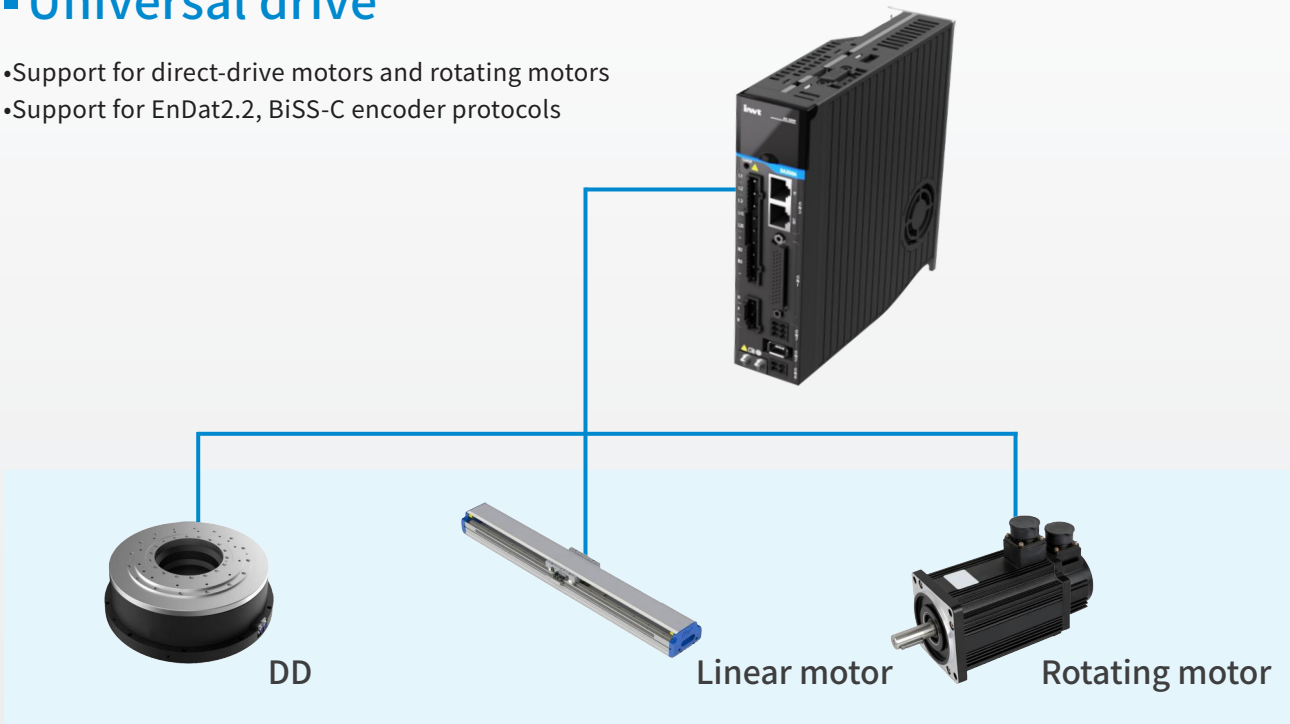 Universal drive
•Support for direct-drive motors and rotating motors
•Support for EnDat2.2, BiSS-C encoder protocols
invt
DD
Linear motor
Rotating motor